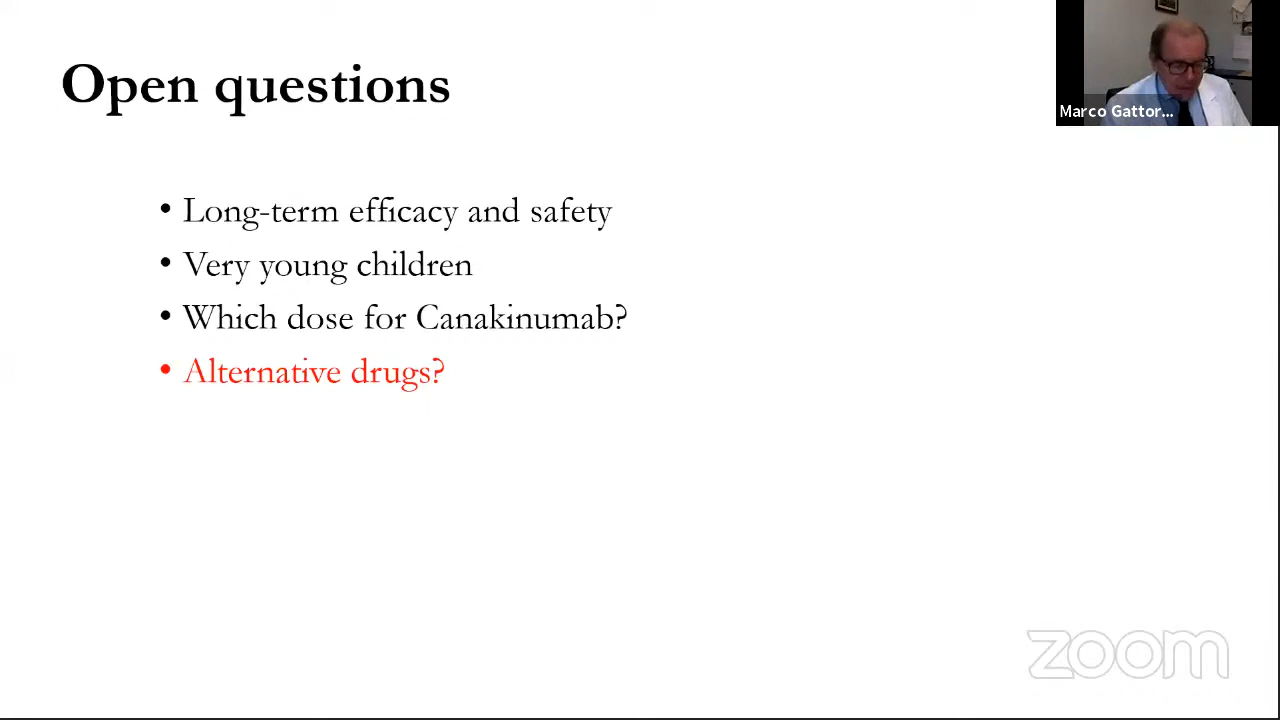 Open questions
Marco Gattor...
• Long-term efficacy and safety
• Very young children
• Which dose for Canakinumab?
• Alternative drugs?
zoom